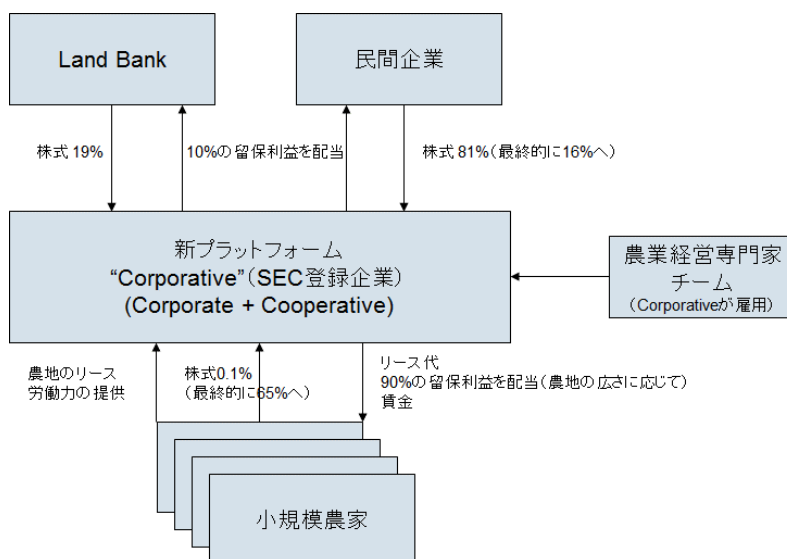 Land Bank
民間企業
株式 19%
10%の留保利益を配当
株式 81%(最終的に16%へ)
新プラットフォーム
“Corporative”(SEC登録企業)
(Corporate + Cooperative)
農業経営専門家
チーム
(Corporativeが雇用)
農地のリース
労働力の提供
株式0.1%
(最終的に65%へ)
リース代
90%の留保利益を配当(農地の広さに応じて)
賃金
小規模農家